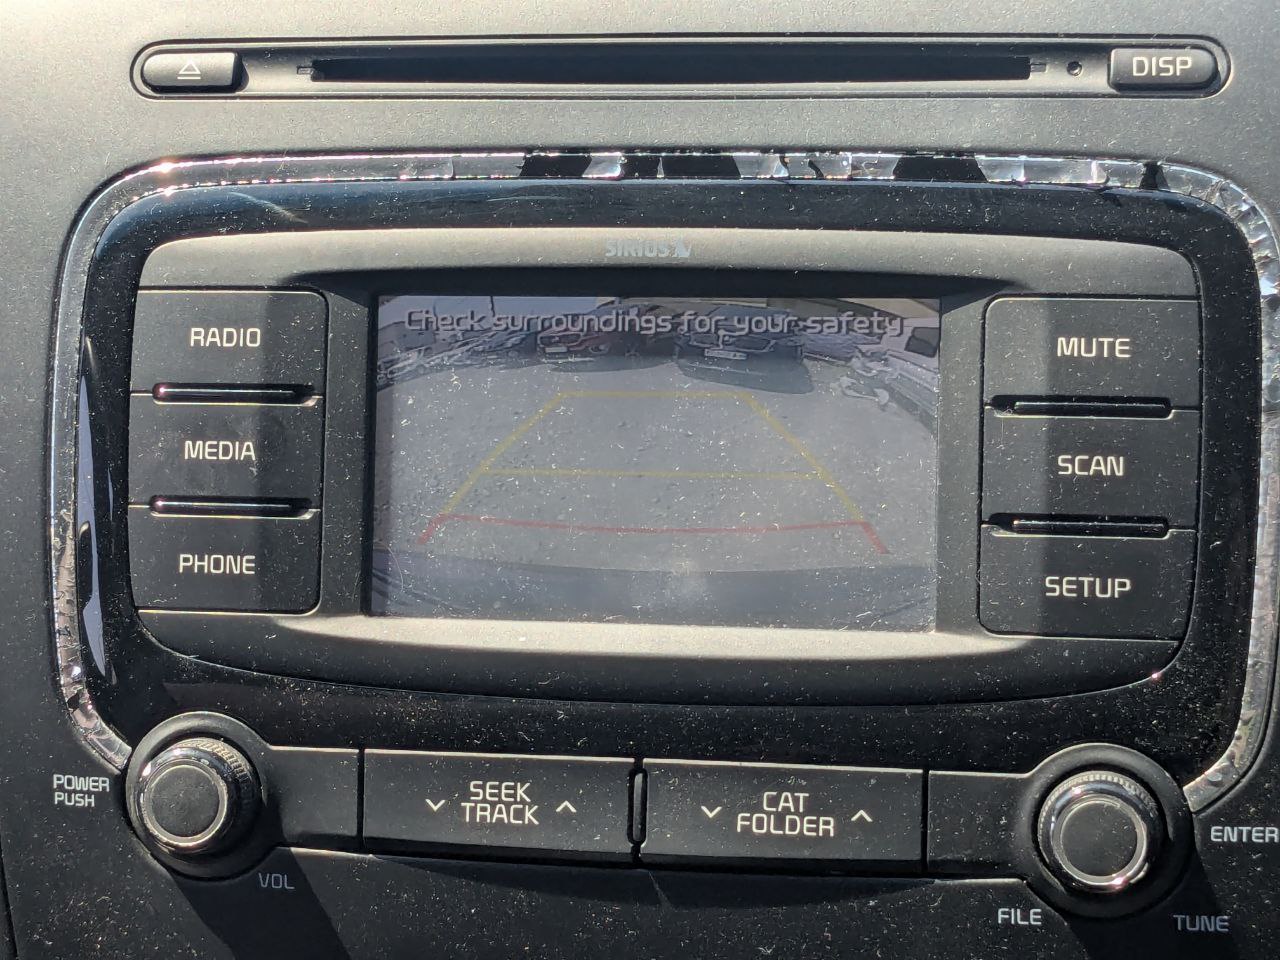 DISP
SIRIUS
Check surroundings for your safety
RADIO
MUTE
MEDIA
SCAN
PHONE
SETUP
POWER
PUSH
VOL
SEEK
TRACK
CAT
FOLDER
ENTER
FILE
TUNE